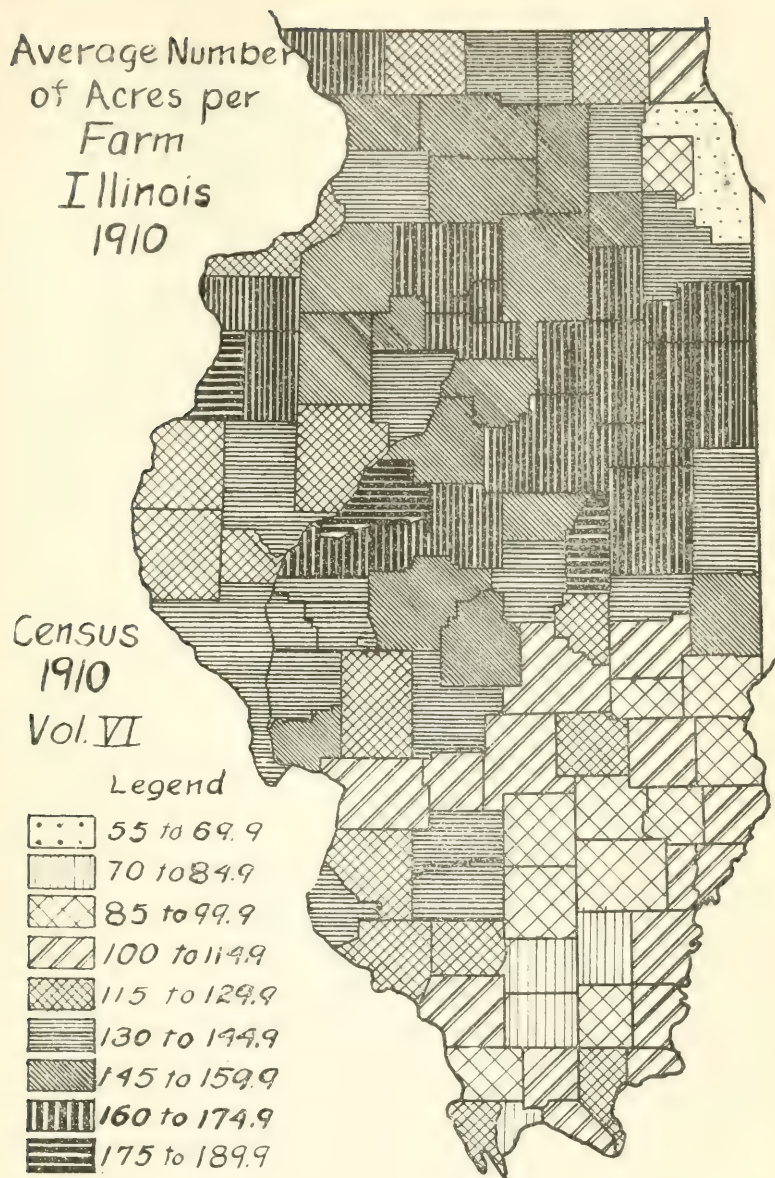 Average Number
of Acres per
Farm
Illinois
1910
Census
1910
Vol. VI
Legend
55 to 69.9
70 to 84.9
85 to 99.9
100 to 114.9
115 to 129.9
130 to 144.9
145 to 159.9
160 to 174.9
175 to 189.9